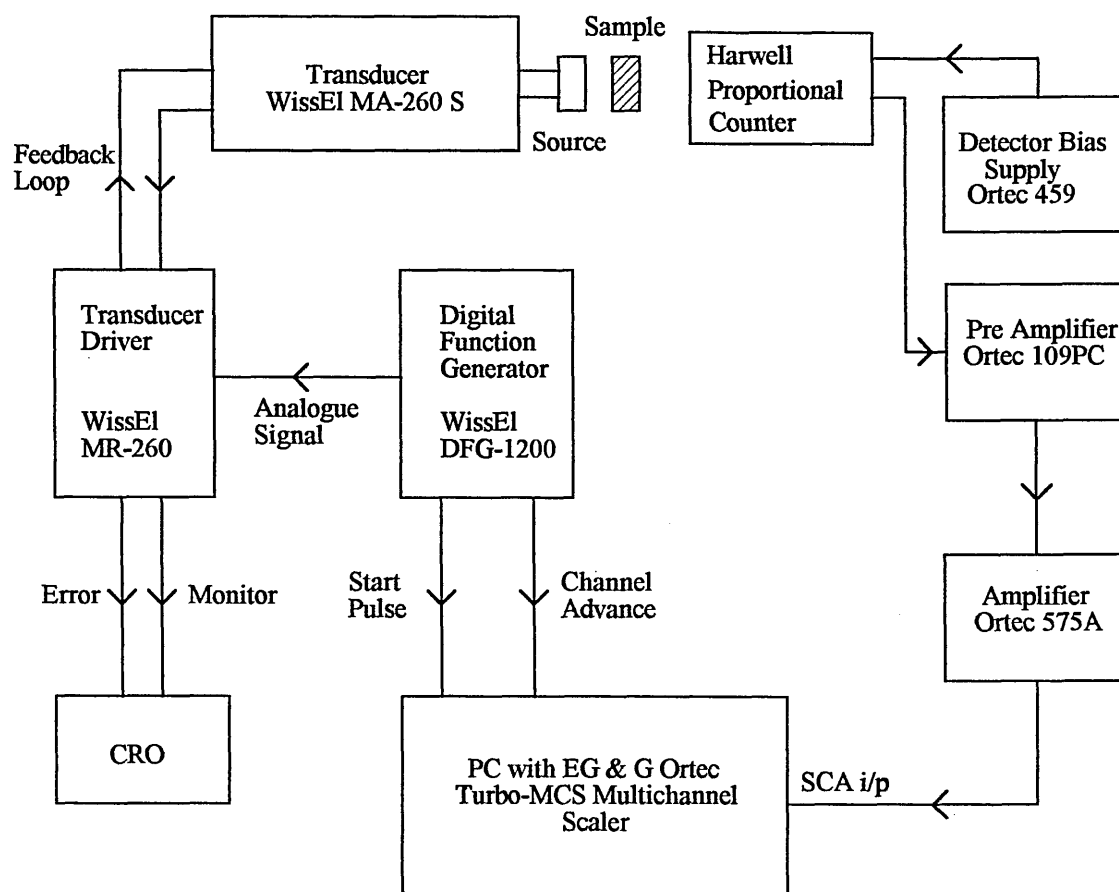 Sample
Transducer
WissEl MA-260 S
Source
Harwell
Proportional
Counter
Detector Bias
Supply
Ortec 459
Feedback
Loop
Transducer
Driver
WissEl
MR-260
Analogue
Signal
Digital
Function
Generator
WissEl
DFG-1200
Pre Amplifier
Ortec 109PC
Error
Monitor
Start
Pulse
Channel
Advance
Amplifier
Ortec 575A
CRO
PC with EG & G Ortec
Turbo-MCS Multichannel
Scaler
SCA i/p